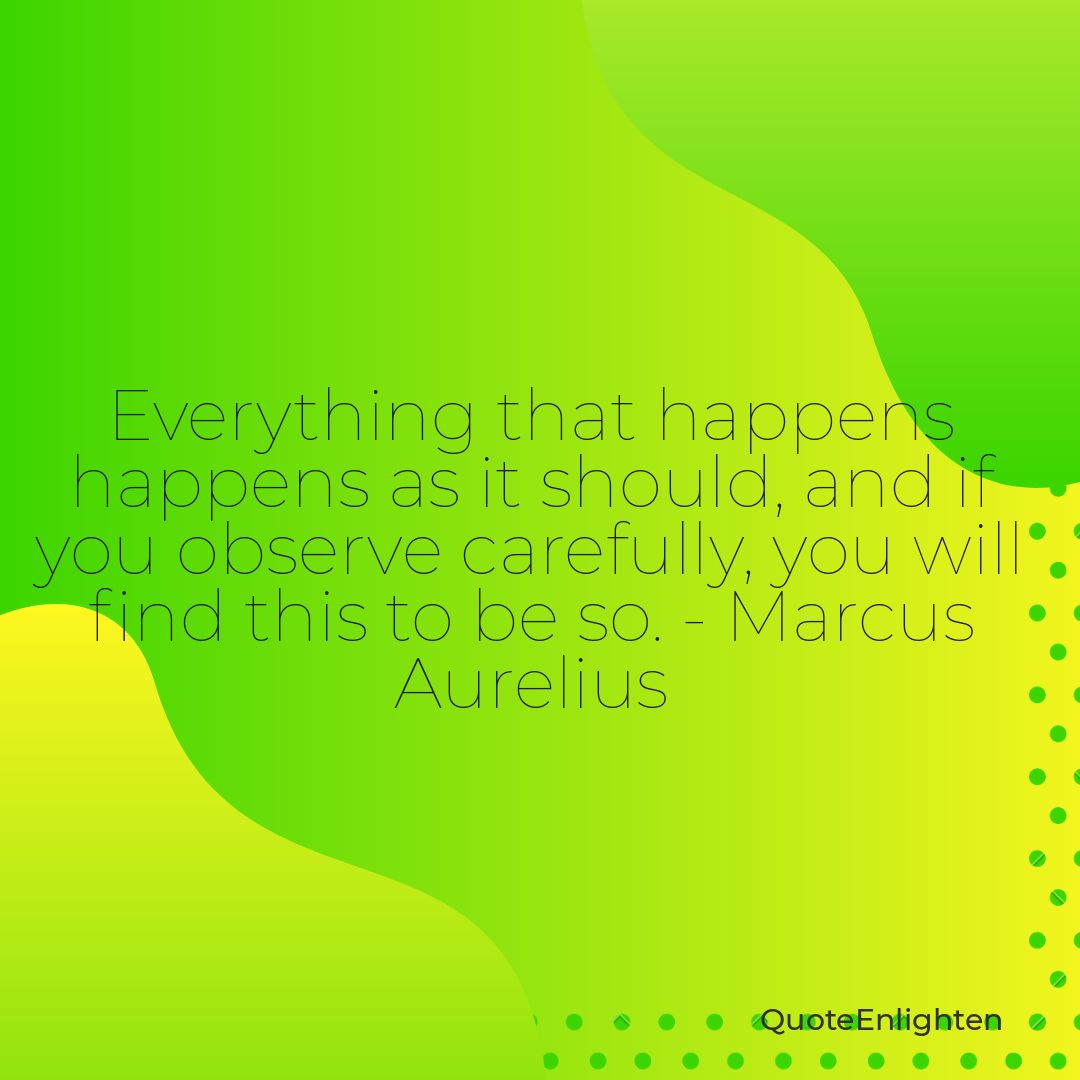 Everything that happens
happens as it should, and if
you observe carefully, you will
find this to be so. - Marcus
Aurelius
QuoteEnlighten